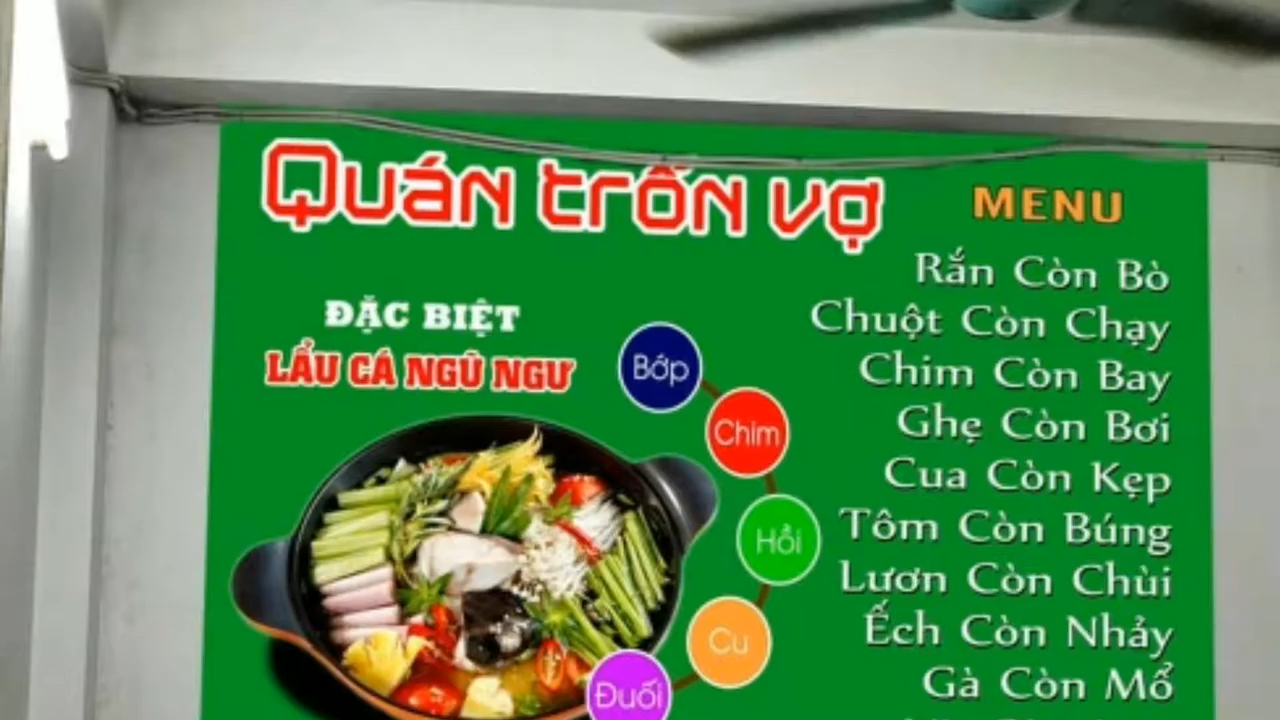 Quán trốn vợ
ĐẶC BIỆT
LẨU CÁ NGŨ NGƯ
Bớp
Chim
Hồi
Cu
Đuối
MENU
Rắn Còn Bò
Chuột Còn Chạy
Chim Còn Bay
Ghẹ Còn Bơi
Cua Còn Kẹp
Tôm Còn Búng
Lươn Còn Chùi
Ếch Còn Nhảy
Gà Còn Mổ